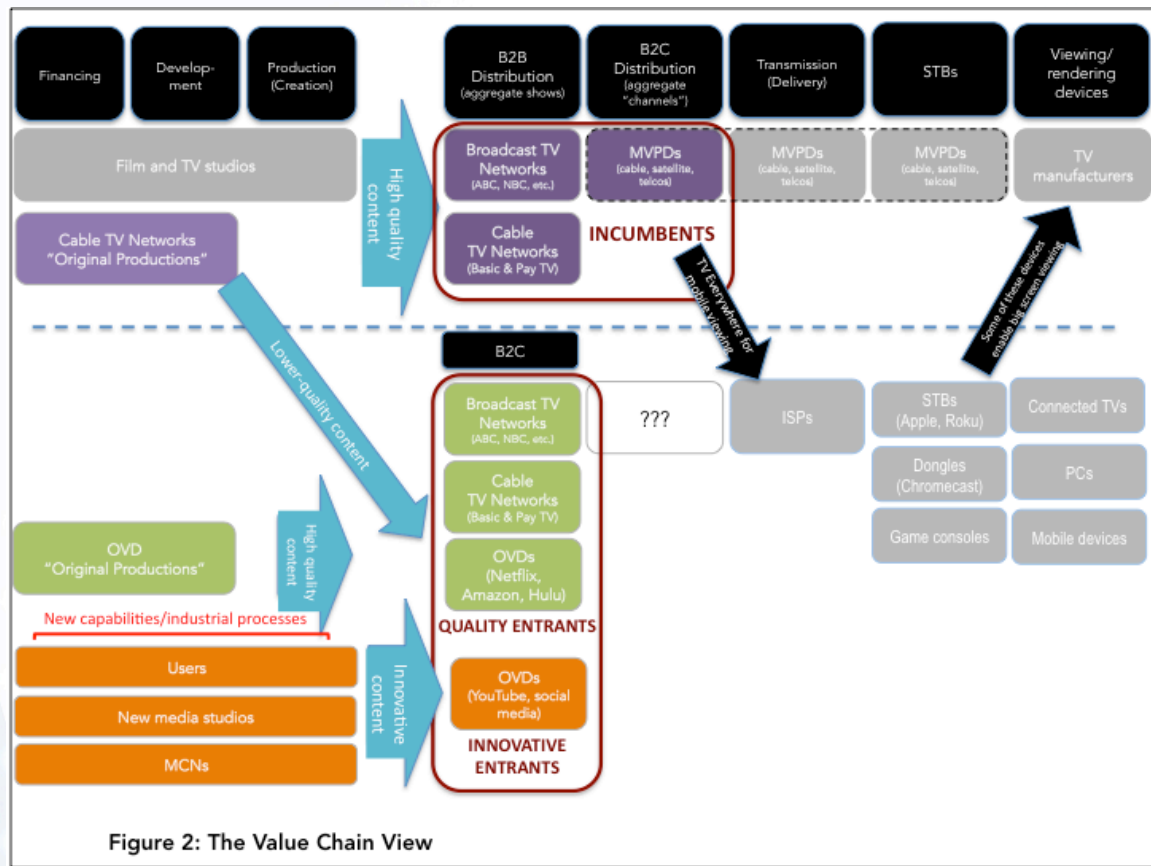 Financing
Develop-
ment
Production
(Creation)
B2B
Distribution
(aggregate shows)
B2C
Distribution
(aggregate
"channels")
Transmission
(Delivery)
STBs
Viewing/
rendering
devices
Film and TV studios
High quality
content
Broadcast TV
Networks
(ABC, NBC, etc.)
MVPDs
(cable, satellite,
telcos)
MVPDs
(cable, satellite,
telcos)
MVPDs
(cable, satellite,
telcos)
TV
manufacturers
Cable TV Networks
"Original Productions"
Cable
TV Networks
(Basic & Pay TV)
INCUMBENTS
TV Everywhere for
mobile viewing
Some of these devices
enable big screen viewing
Lower-quality content
B2C
Broadcast TV
Networks
(ABC, NBC, etc.)
???
ISPs
STBs
(Apple, Roku)
Connected TVs
Cable
TV Networks
(Basic & Pay TV)
Dongles
(Chromecast)
PCs
OVD
"Original Productions"
High quality
content
OVDs
(Netflix,
Amazon, Hulu)
Game consoles
Mobile devices
QUALITY ENTRANTS
New capabilities/industrial processes
Users
New media studios
MCNs
Innovative
content
OVDs
(YouTube, social
media)
INNOVATIVE
ENTRANTS
Figure 2: The Value Chain View